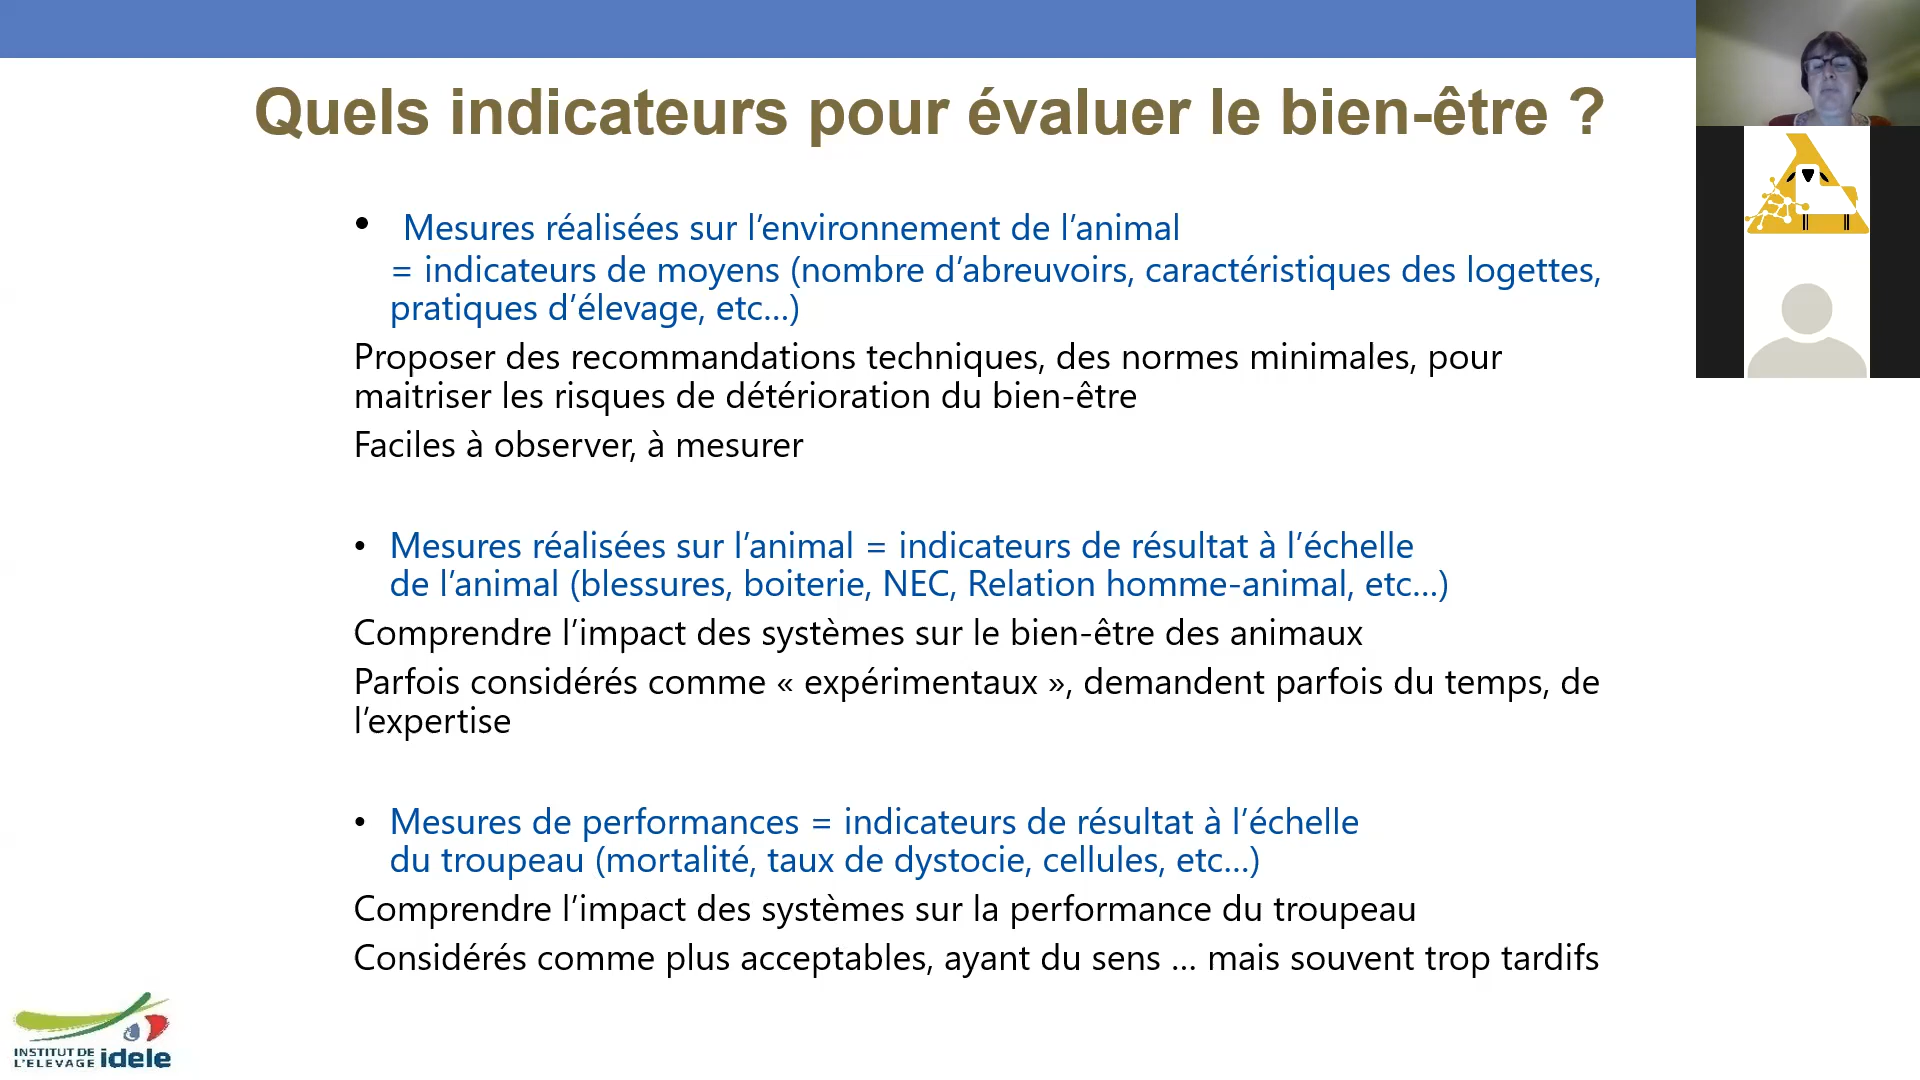 Quels indicateurs pour évaluer le bien-être ?
• Mesures réalisées sur l’environnement de l’animal
= indicateurs de moyens (nombre d’abreuvoirs, caractéristiques des logettes,
pratiques d’élevage, etc…)
Proposer des recommandations techniques, des normes minimales, pour
maitriser les risques de détérioration du bien-être
Faciles à observer, à mesurer
• Mesures réalisées sur l’animal = indicateurs de résultat à l’échelle
de l’animal (blessures, boiterie, NEC, Relation homme-animal, etc…)
Comprendre l’impact des systèmes sur le bien-être des animaux
Parfois considérés comme « expérimentaux », demandent parfois du temps, de
l’expertise
• Mesures de performances = indicateurs de résultat à l’échelle
du troupeau (mortalité, taux de dystocie, cellules, etc…)
Comprendre l’impact des systèmes sur la performance du troupeau
Considérés comme plus acceptables, ayant du sens … mais souvent trop tardifs
INSTITUT DE
L'ELEVAGE idele